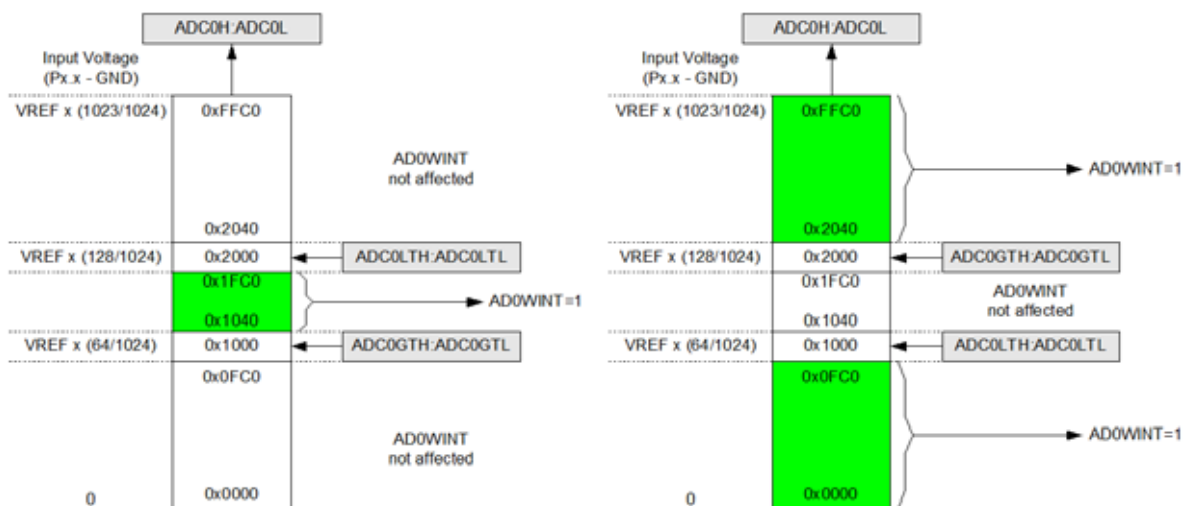 ADC0H:ADC0L
Input Voltage
(Px.x - GND)
VREF x (1023/1024)
0xFFC0
AD0WINT
not affected
0x2040
VREF x (128/1024)
0x2000
ADC0LTH:ADC0LTL
0x1FC0
AD0WINT=1
0x1040
VREF x (64/1024)
0x1000
ADC0GTH:ADC0GTL
0x0FC0
AD0WINT
not affected
0
0x0000
ADC0H:ADC0L
Input Voltage
(Px.x - GND)
VREF x (1023/1024)
0xFFC0
AD0WINT=1
0x2040
VREF x (128/1024)
0x2000
ADC0GTH:ADC0GTL
0x1FC0
AD0WINT
not affected
0x1040
VREF x (64/1024)
0x1000
ADC0LTH:ADC0LTL
0x0FC0
AD0WINT=1
0
0x0000